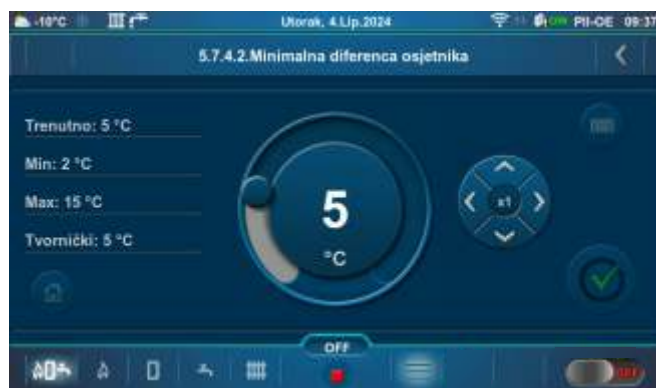 -10°C Utorak, 4.Lip.2024 PII-OE 09:37
5.7.4.2.Minimalna diferenca osjetnika
Trenutno: 5 °C
Min: 2 °C
Max: 15 °C
Tvornički: 5 °C
5
°C
x1
OFF
OFF